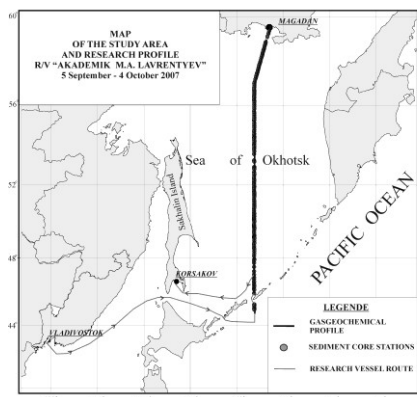 MAP
OF THE STUDY AREA
AND RESEARCH PROFILE
R/V "AKADEMIK M.A. LAVRENTYEV"
5 September - 4 October 2007
MAGADAN
60
56
52
48
44
Sea of Okhotsk
Sakhalin Island
KORSAKOV
VLADIVOSTOK
PACIFIC OCEAN
LEGENDE
GASGEOCHEMICAL
PROFILE
SEDIMENT CORE STATIONS
RESEARCH VESSEL ROUTE